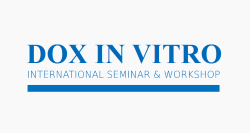 DOX IN VITRO
INTERNATIONAL SEMINAR & WORKSHOP